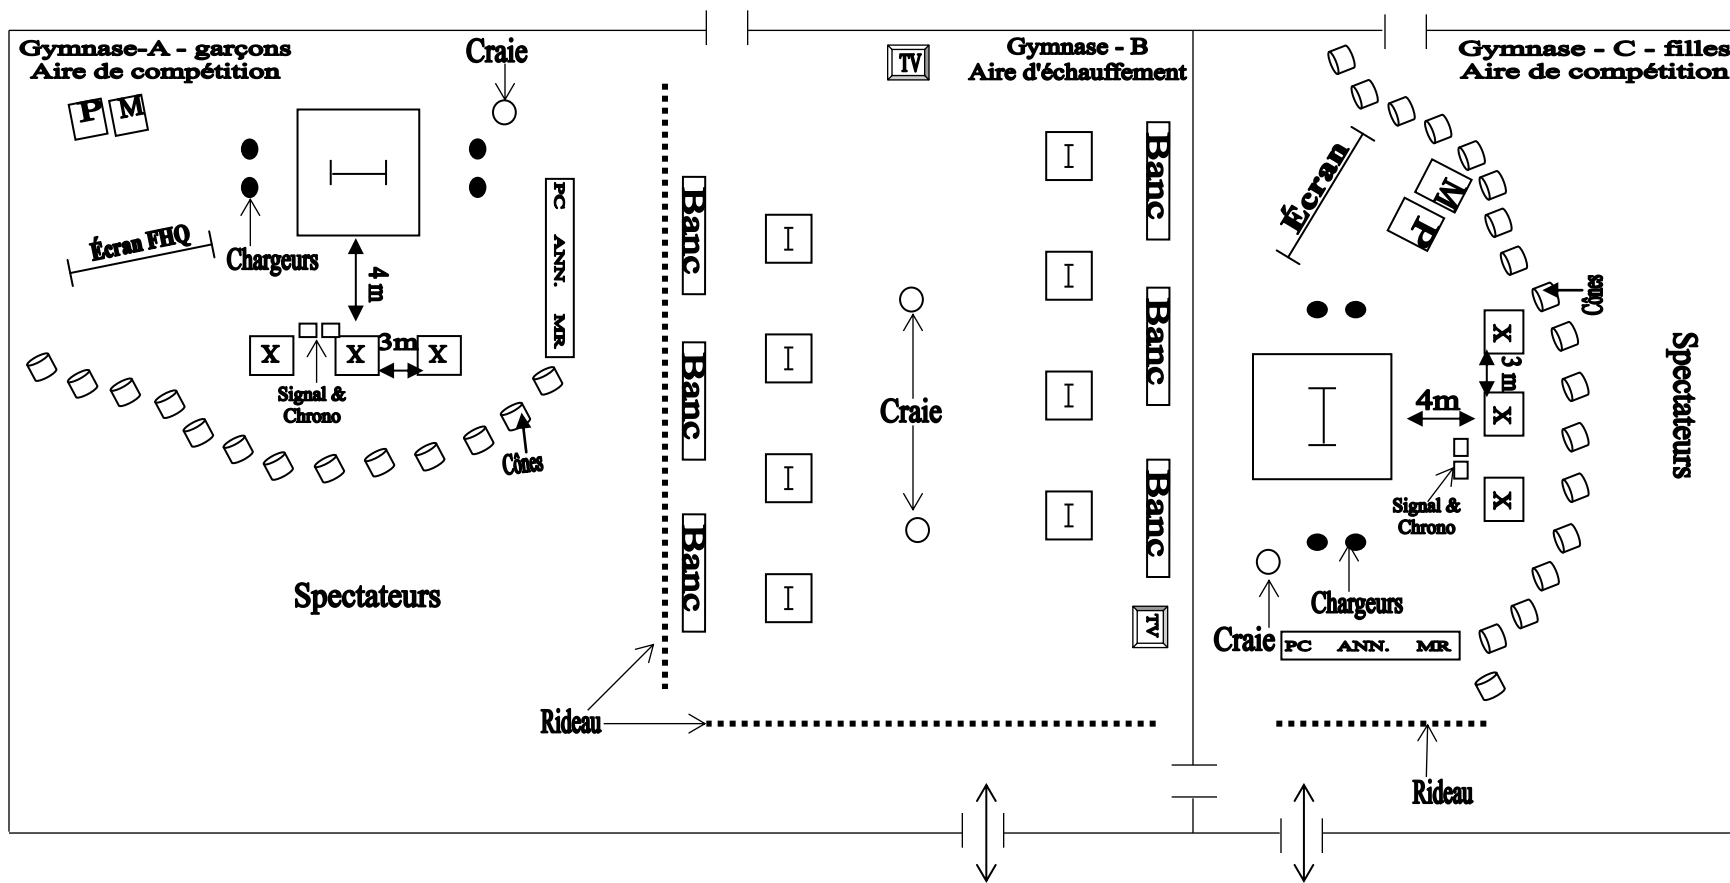 Gymnase-A - garçons
Aire de compétition
Craie
P
M
Écran FHQ
Chargeurs
4 m
PC ANN. MR
X
X
3m
X
Signal &
Chrono
Cônes
Spectateurs
Rideau
TV
Gymnase - B
Aire d'échauffement
Banc
Banc
Banc
I
I
I
I
Craie
I
I
I
I
Banc
Banc
Banc
TV
Gymnase - C - filles
Aire de compétition
Écran
M
P
Cônes
X
3 m
4m
X
X
Signal &
Chrono
Spectateurs
Chargeurs
Craie
PC ANN. MR
Rideau